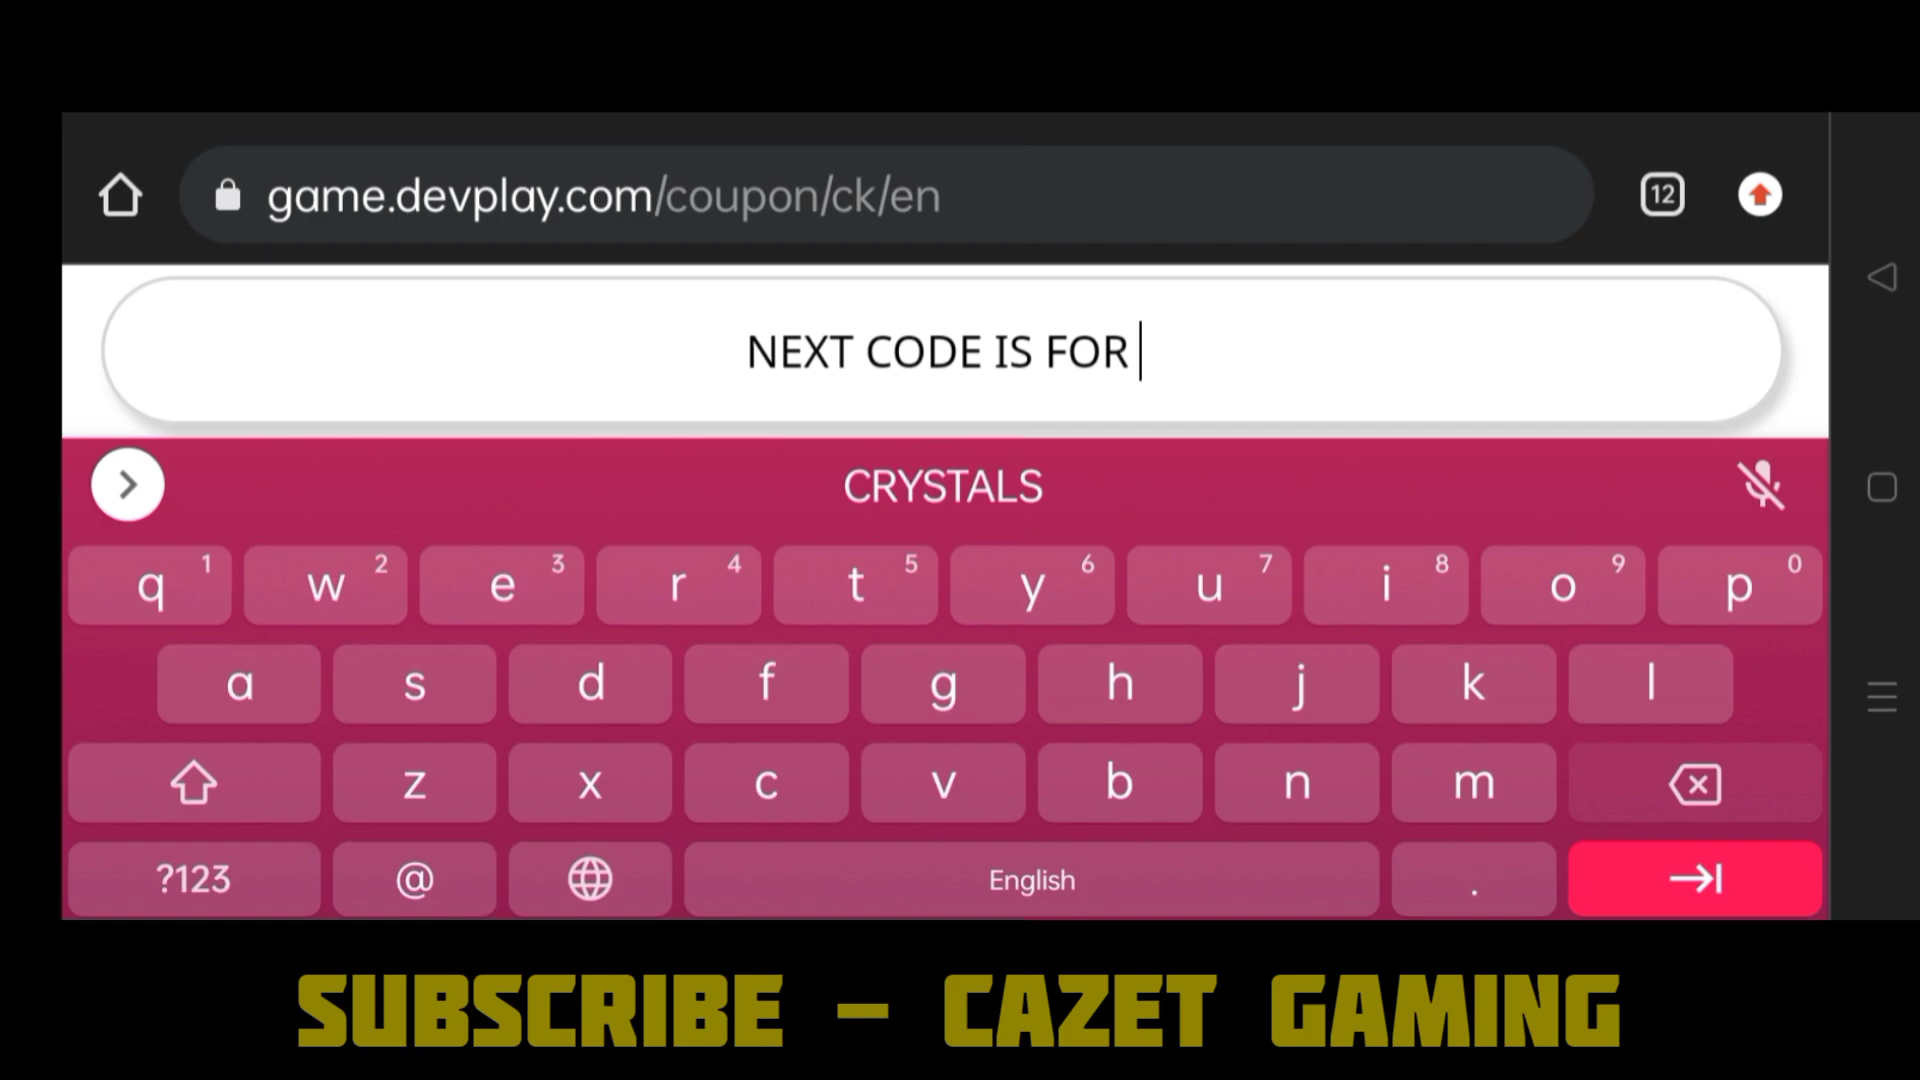 game.devplay.com/coupon/ck/en
12
NEXT CODE IS FOR
CRYSTALS
q 1 w 2 e 3 r 4 t 5 y 6 u 7 i 8 o 9 p 0
a s d f g h j k l
z x c v b n m
?123 @ English .
SUBSCRIBE - CAZET GAMING